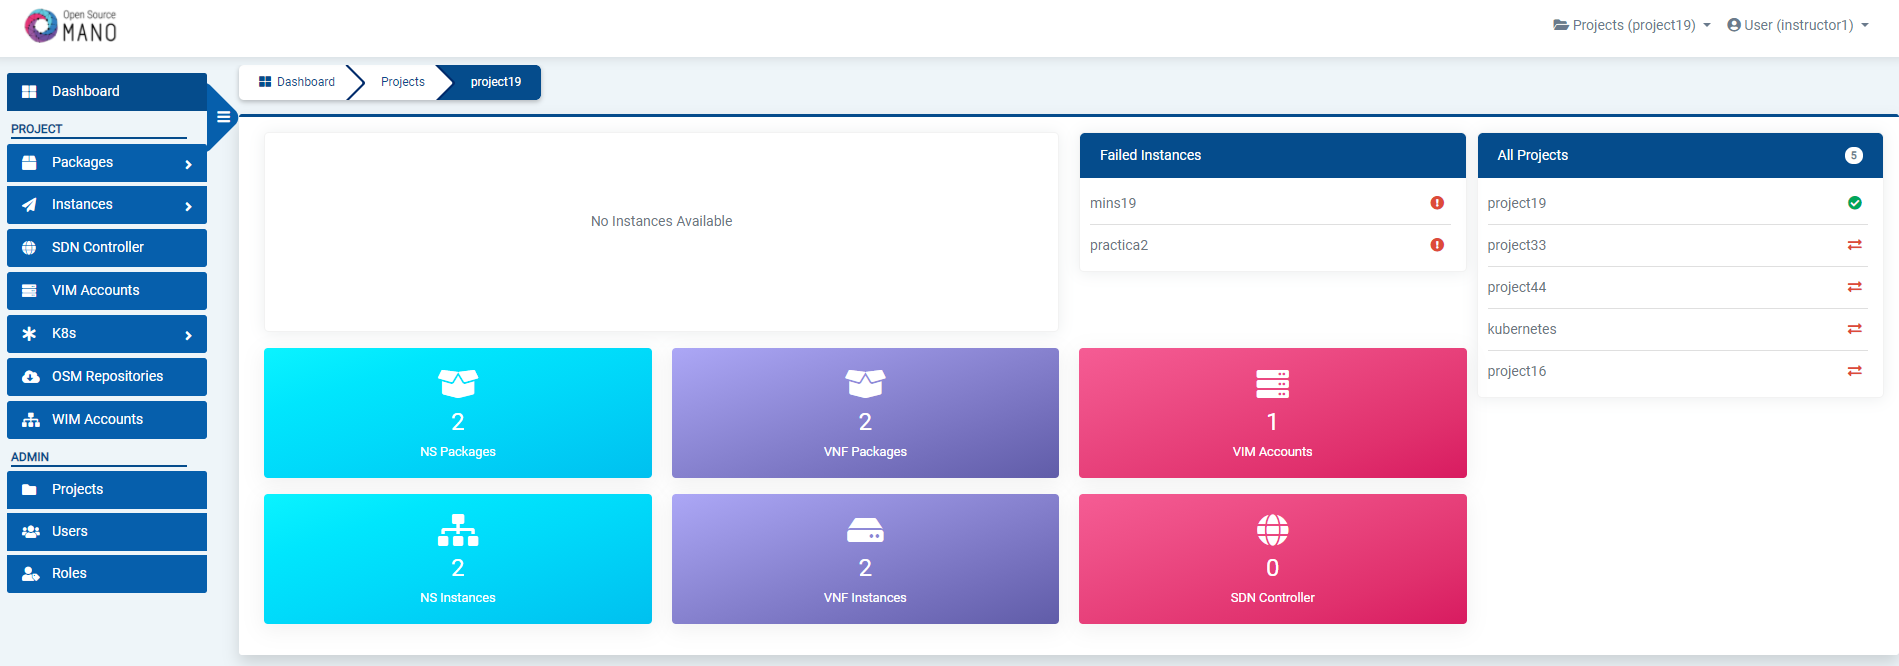 Open Source
MANO
Projects (project19)
User (instructor1)
Dashboard
PROJECT
Packages
Instances
SDN Controller
VIM Accounts
K8s
OSM Repositories
WIM Accounts
ADMIN
Projects
Users
Roles
Dashboard
Projects
project19
No Instances Available
Failed Instances
mins19
practica2
All Projects
5
project19
project33
project44
kubernetes
project16
2
NS Packages
2
VNF Packages
1
VIM Accounts
2
NS Instances
2
VNF Instances
0
SDN Controller